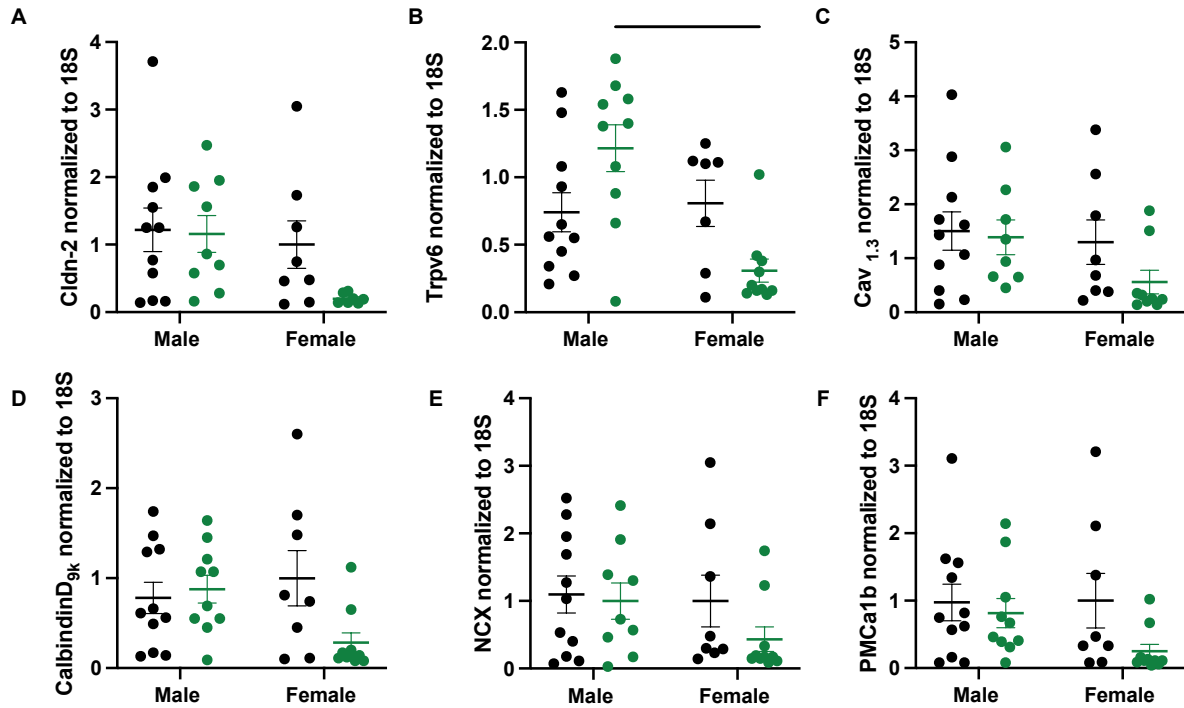 A
Cldn-2 normalized to 18S
4
3
2
1
0
Male Female
B
Trpv6 normalized to 18S
2.0
1.5
1.0
0.5
0.0
Male Female
C
Cav 1.3 normalized to 18S
5
4
3
2
1
0
Male Female
D
CalbindinD9k normalized to 18S
3
2
1
0
Male Female
E
NCX normalized to 18S
4
3
2
1
0
Male Female
F
PMCa1b normalized to 18S
4
3
2
1
0
Male Female